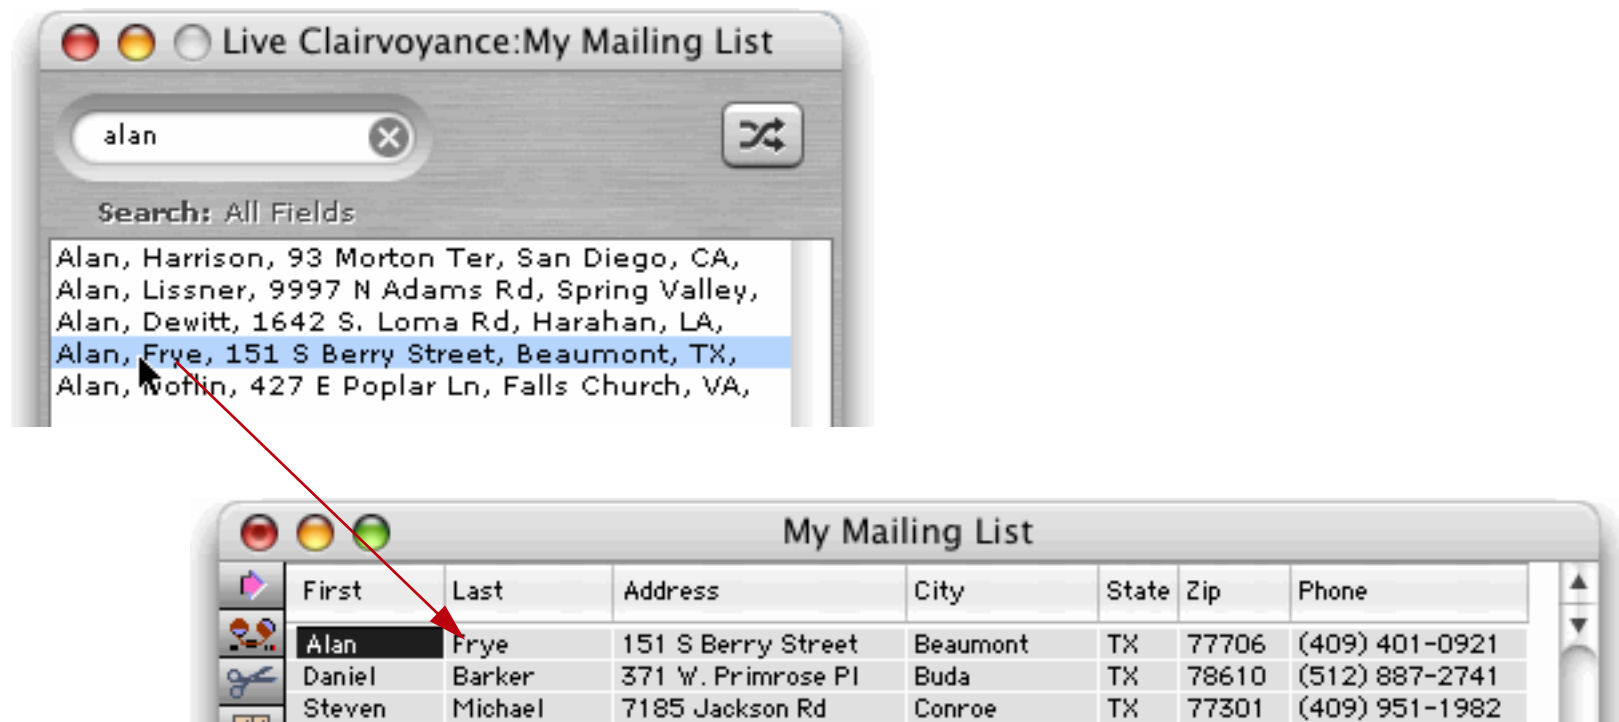 Live Clairvoyance:My Mailing List
alan
Search: All Fields
Alan, Harrison, 93 Morton Ter, San Diego, CA,
Alan, Lissner, 9997 N Adams Rd, Spring Valley,
Alan, Dewitt, 1642 S. Loma Rd, Harahan, LA,
Alan, Frye, 151 S Berry Street, Beaumont, TX,
Alan, 427 E Poplar Ln, Falls Church, VA,
My Mailing List
First Last Address City State Zip Phone
Alan Frye 151 S Berry Street Beaumont TX 77706 (409) 401-0921
Daniel Barker 371 W. Primrose Pl Buda TX 78610 (512) 887-2741
Steven Michael 7185 Jackson Rd Conroe TX 77301 (409) 951-1982